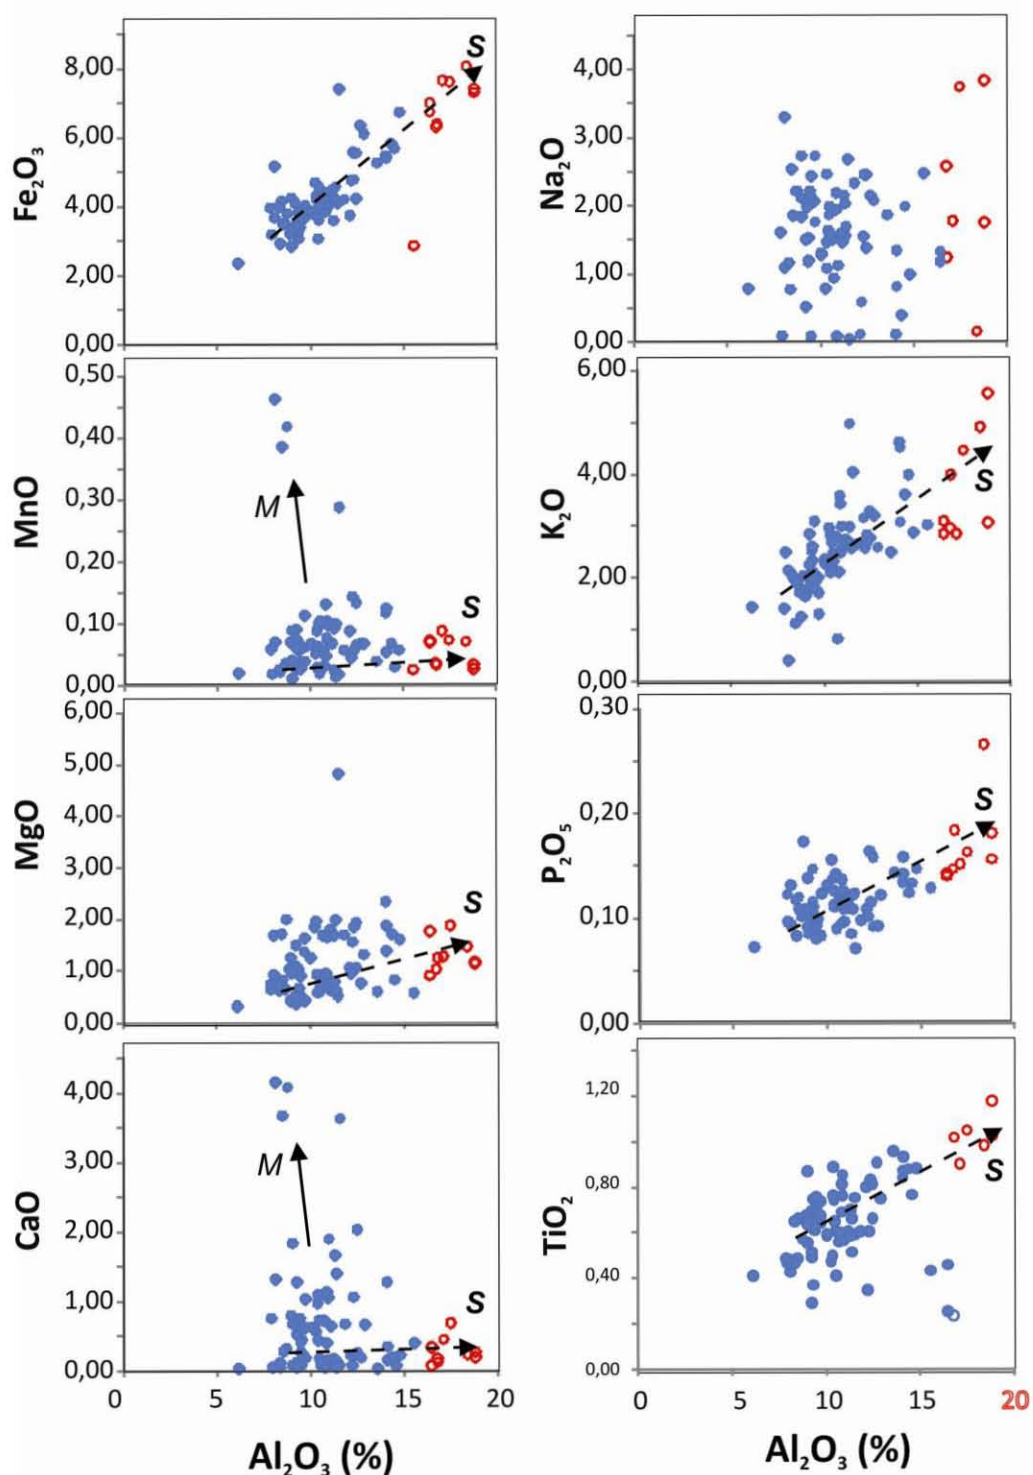 Fe₂O₃
8,00
6,00
4,00
2,00
0,00
S
Na₂O
4,00
3,00
2,00
1,00
0,00
MnO
0,50
0,40
0,30
0,20
0,10
0,00
M
S
K₂O
6,00
4,00
2,00
0,00
S
MgO
6,00
5,00
4,00
3,00
2,00
1,00
0,00
S
P₂O₅
0,30
0,20
0,10
0,00
S
CaO
4,00
3,00
2,00
1,00
0,00
M
S
0 5 10 15 20
Al₂O₃ (%)
TiO₂
1,20
0,80
0,40
0,00
S
0 5 10 15 20
Al₂O₃ (%)